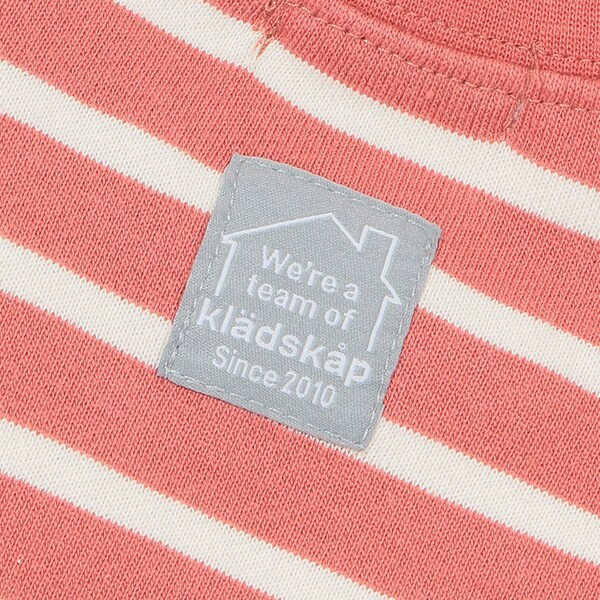 We're a
team of
klädskåp
Since 2010